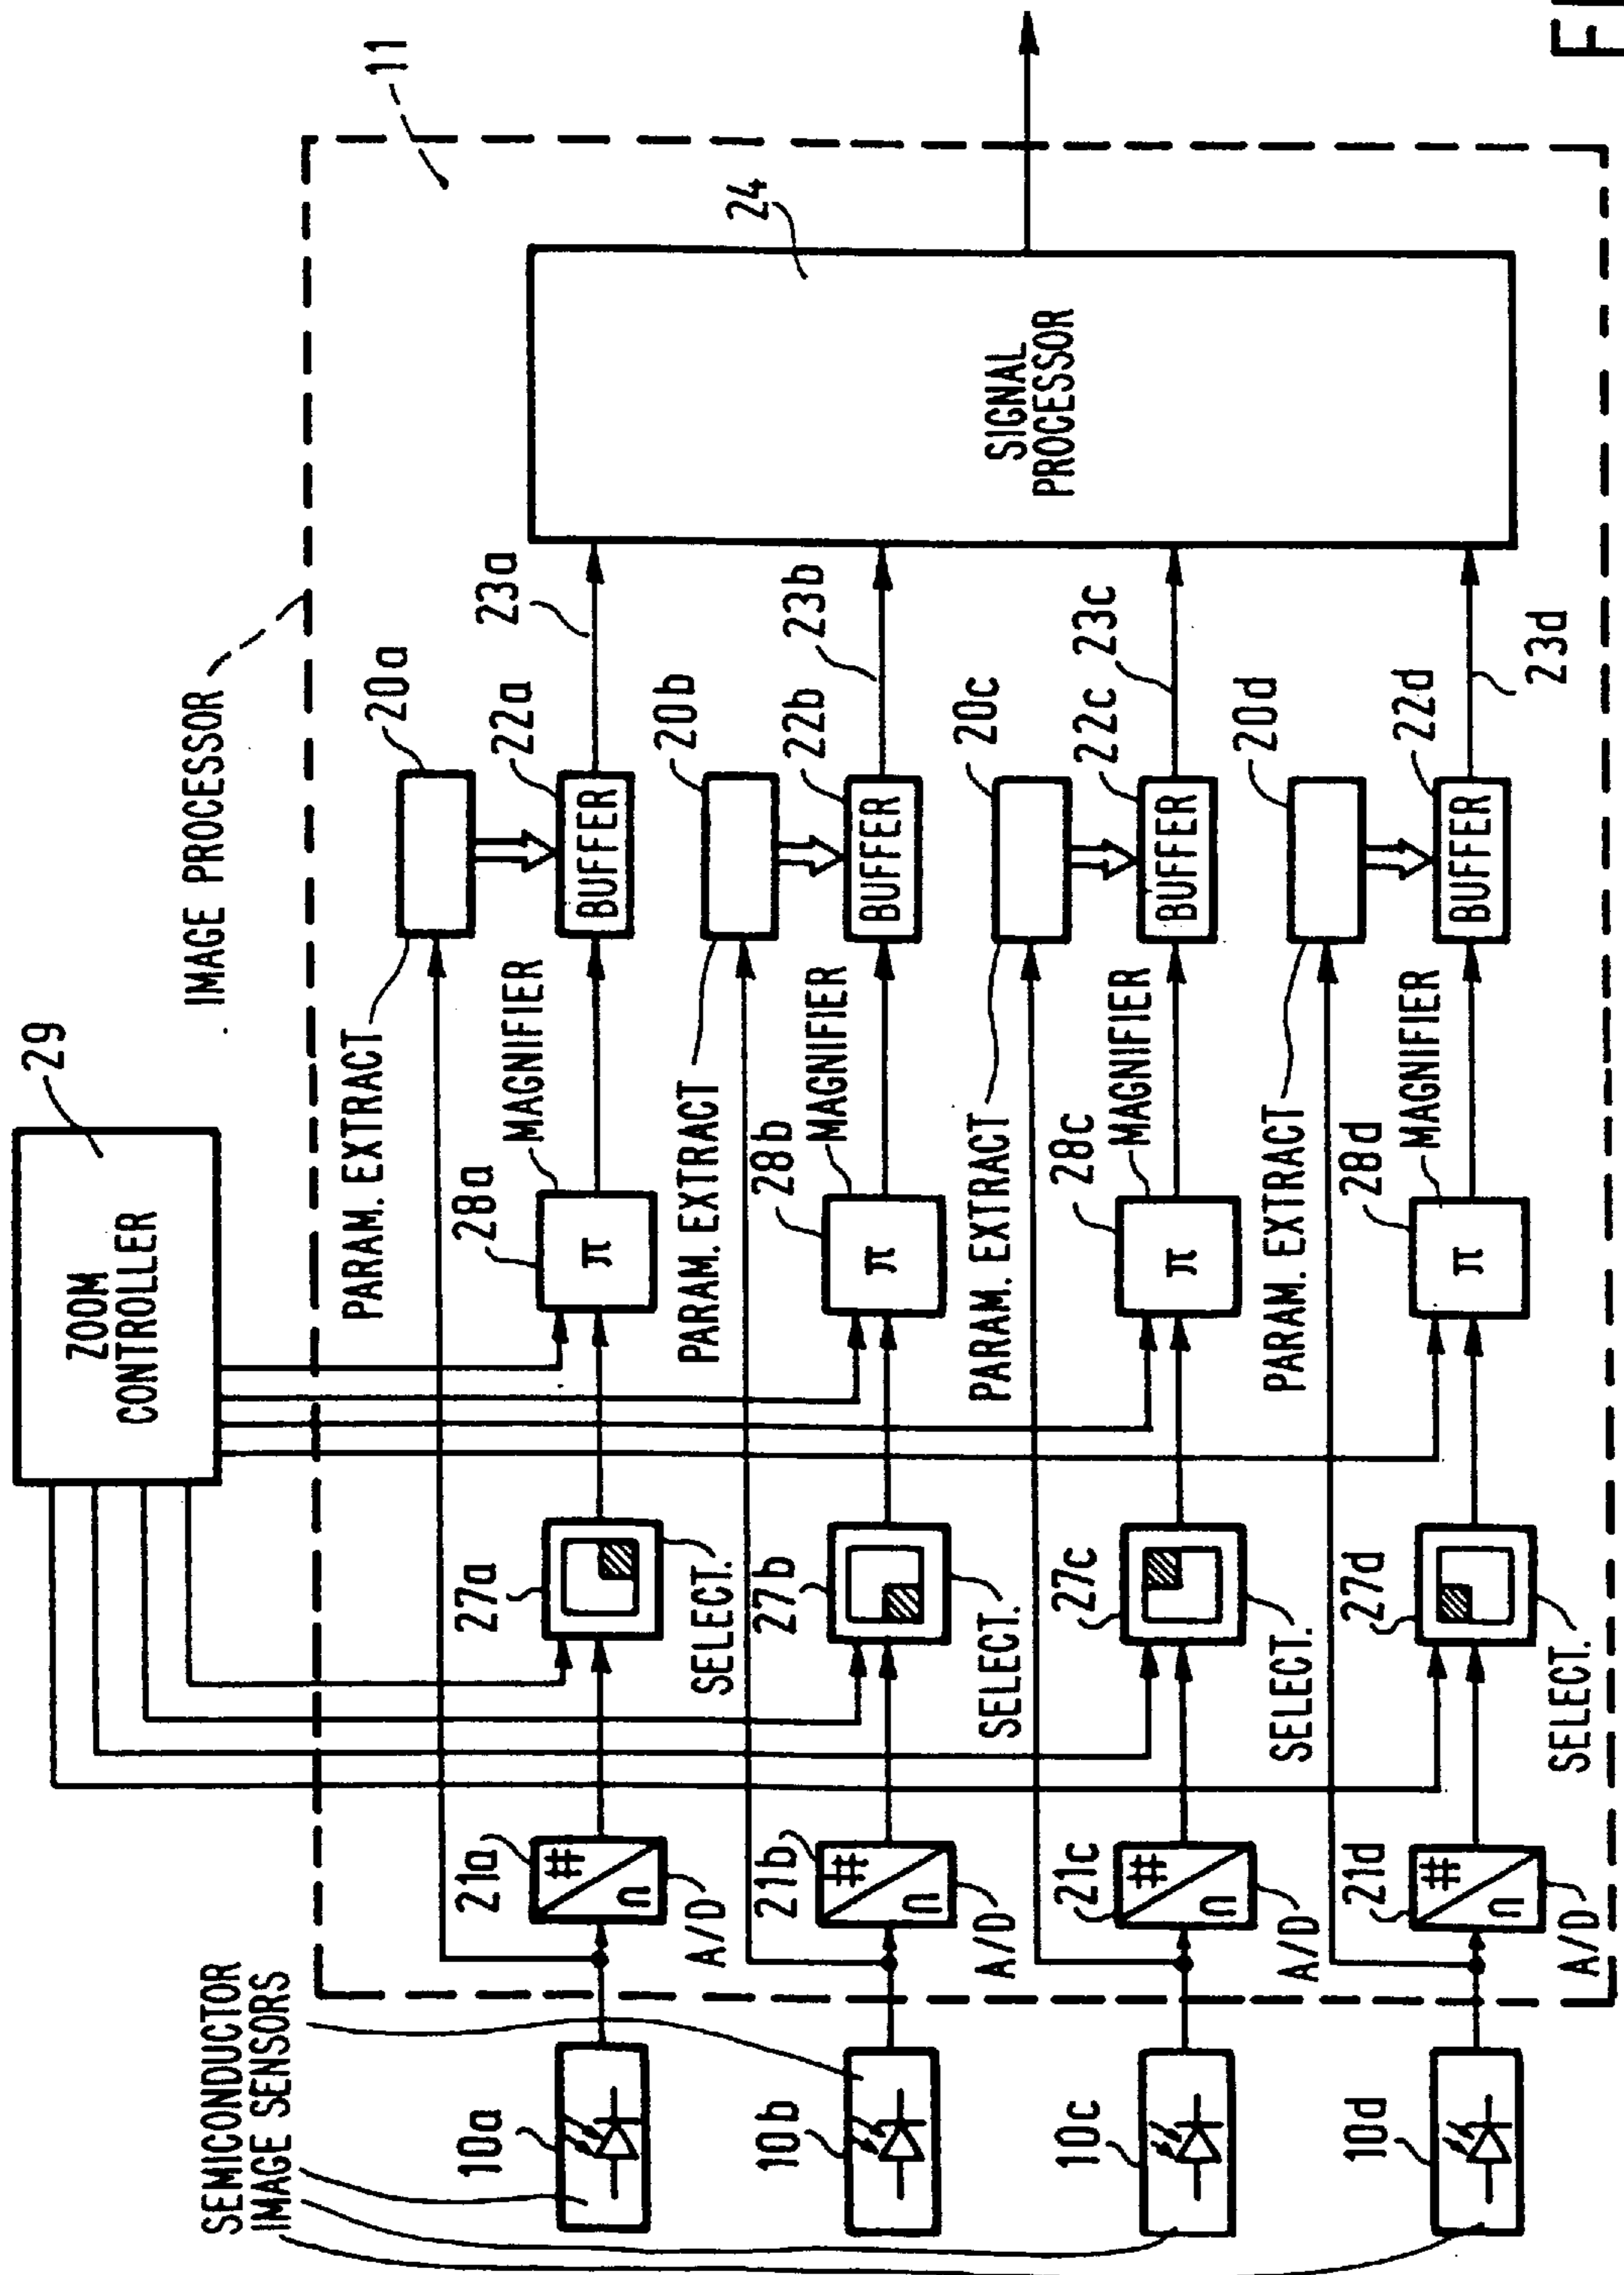 29
ZOOM
CONTROLLER
IMAGE PROCESSOR
11
SEMICONDUCTOR
IMAGE SENSORS
10a
21a
#
∩
A/D
27a
SELECT.
28a
π
MAGNIFIER
PARAM. EXTRACT
20a
22a
BUFFER
23a
24
SIGNAL
PROCESSOR
10b
21b
#
∩
A/D
27b
SELECT.
28b
π
MAGNIFIER
PARAM. EXTRACT
20b
22b
BUFFER
23b
10c
21c
#
∩
A/D
27c
SELECT.
28c
π
MAGNIFIER
PARAM. EXTRACT
20c
22c
BUFFER
23c
10d
21d
#
∩
A/D
27d
SELECT.
28d
π
MAGNIFIER
PARAM. EXTRACT
20d
22d
BUFFER
23d